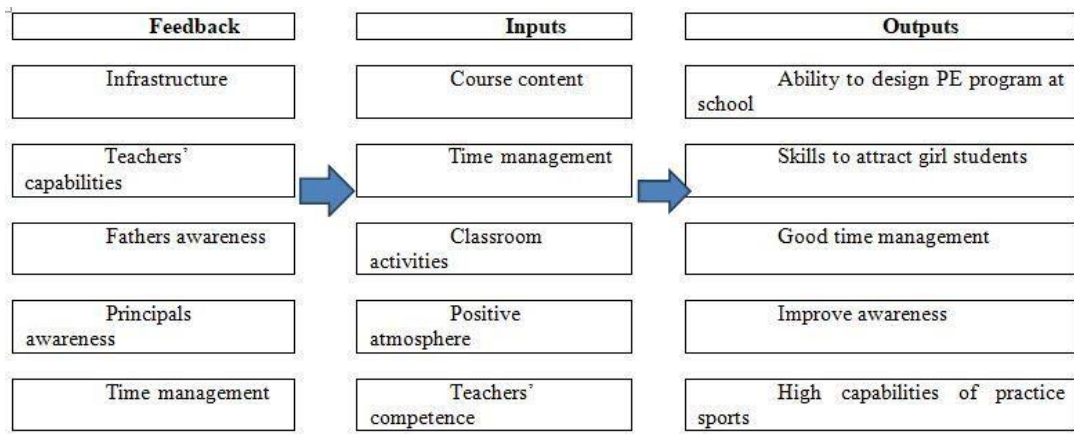 Feedback
Inputs
Outputs
Infrastructure
Course content
Ability to design PE program at
school
Teachers’
capabilities
Time management
Skills to attract girl students
Fathers awareness
Classroom
activities
Good time management
Principals
awareness
Positive
atmosphere
Improve awareness
Time management
Teachers’
competence
High capabilities of practice
sports